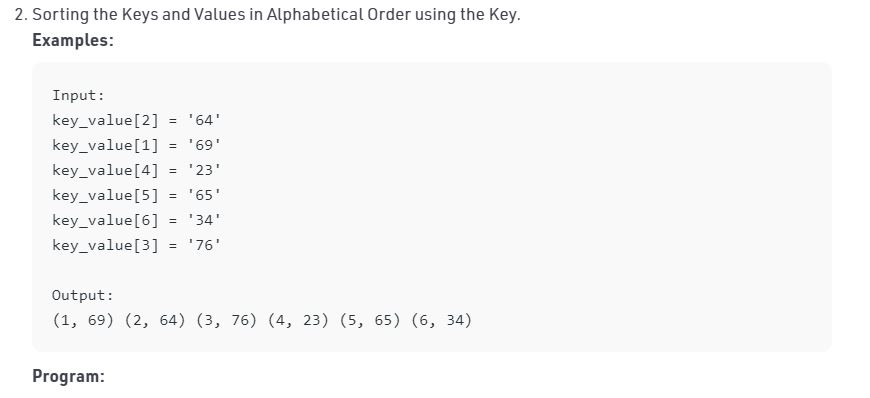 2. Sorting the Keys and Values in Alphabetical Order using the Key.
Examples:
Input:
key_value[2] = '64'
key_value[1] = '69'
key_value[4] = '23'
key_value[5] = '65'
key_value[6] = '34'
key_value[3] = '76'
Output:
(1, 69) (2, 64) (3, 76) (4, 23) (5, 65) (6, 34)
Program: